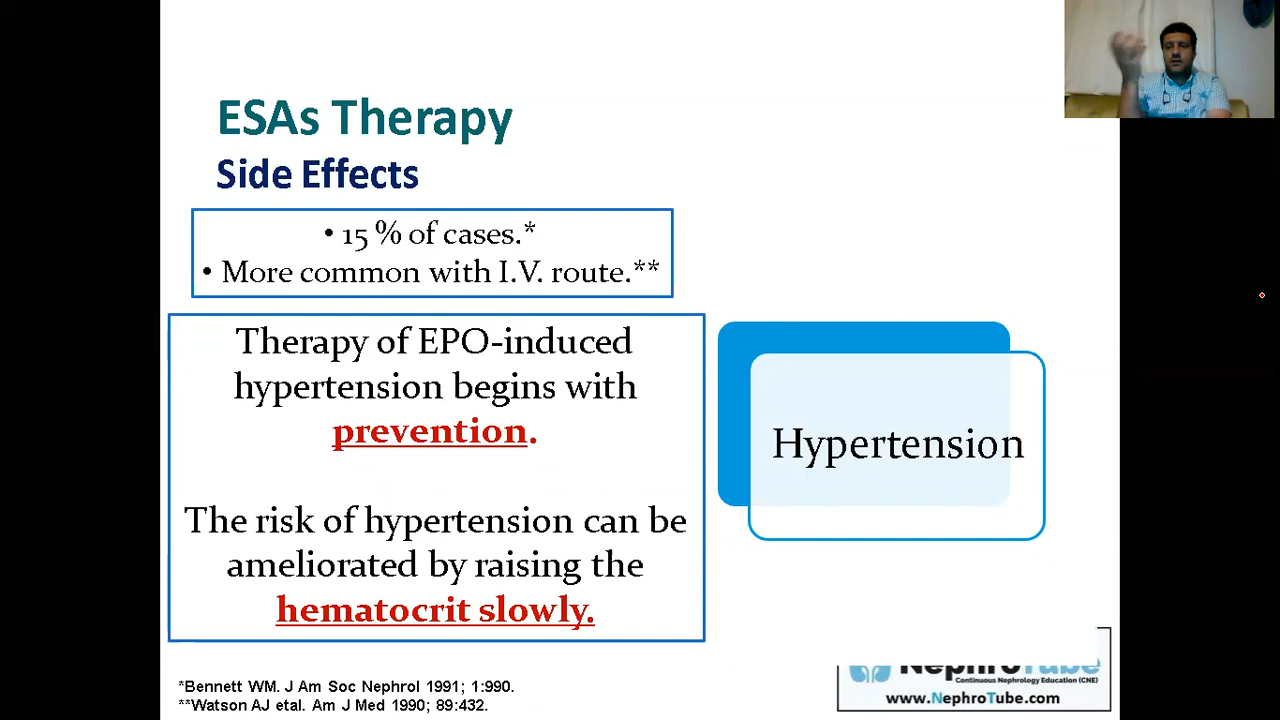 ESAs Therapy
Side Effects
• 15 % of cases.*
• More common with I.V. route.**
Therapy of EPO-induced
hypertension begins with
prevention.
The risk of hypertension can be
ameliorated by raising the
hematocrit slowly.
Hypertension
*Bennett WM. J Am Soc Nephrol 1991; 1:990.
**Watson AJ etal. Am J Med 1990; 89:432.
NephroTube
Continuous Nephrology Education (CNE)
www.NephroTube.com